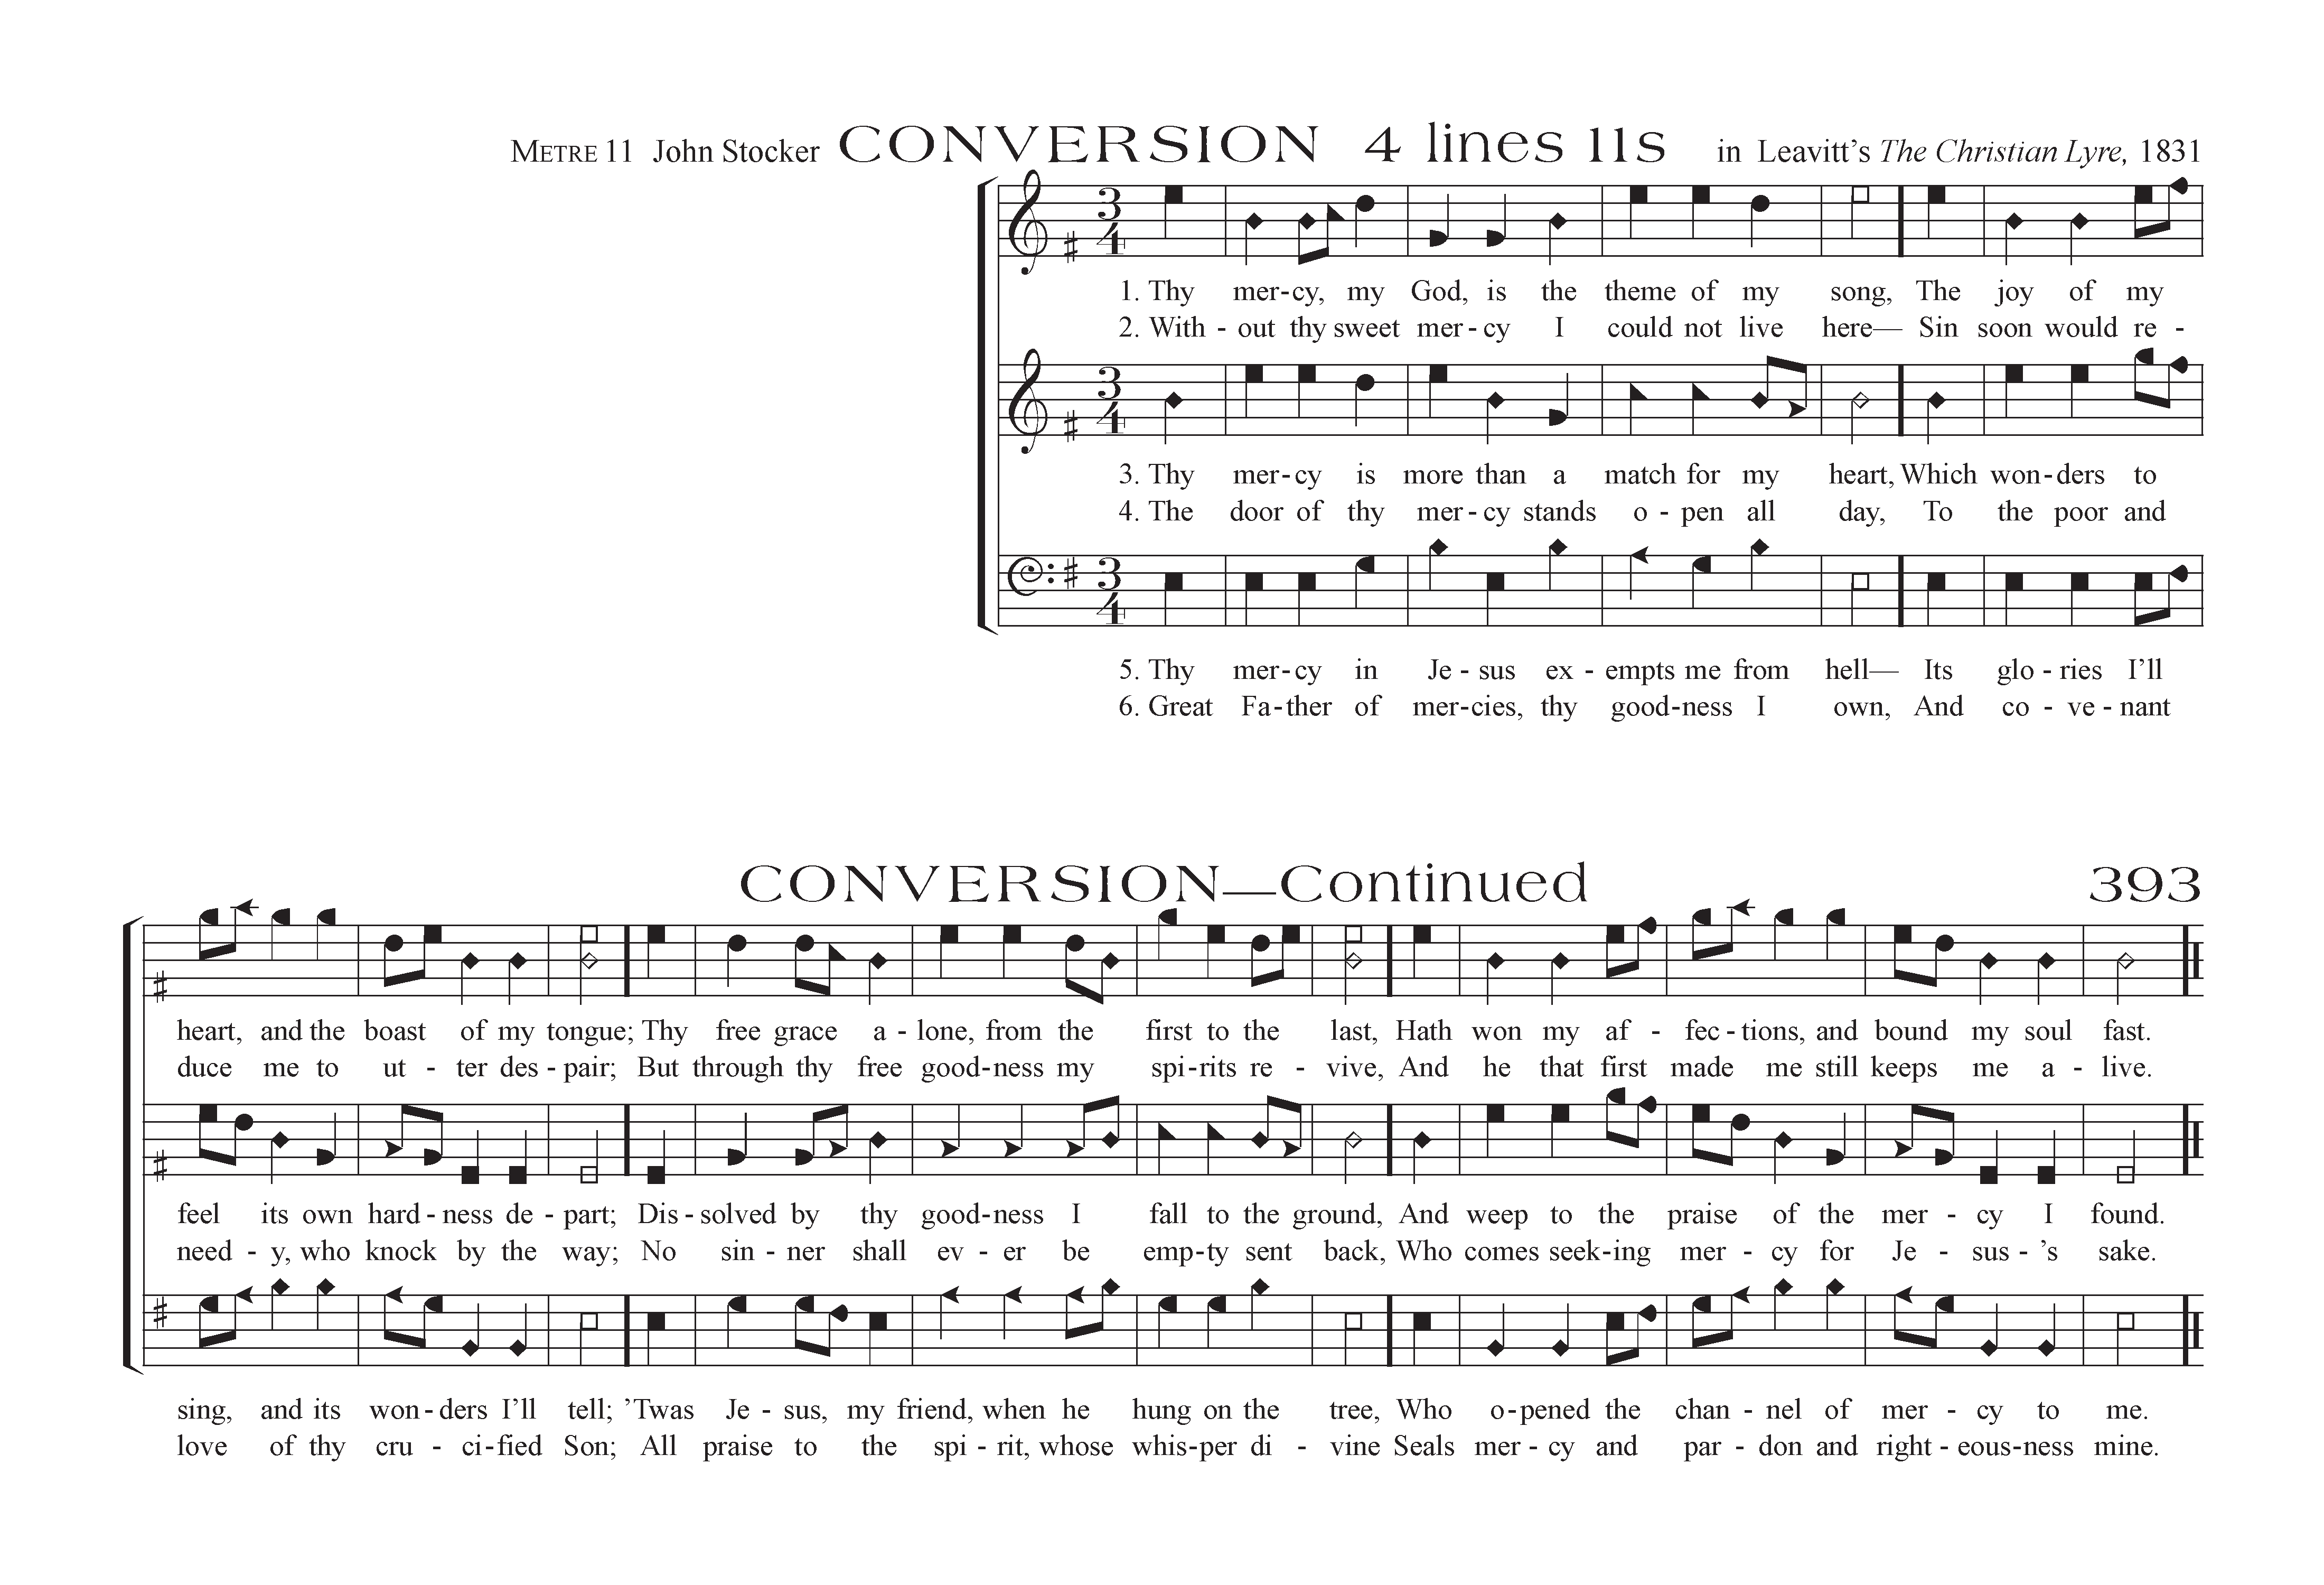 METRE 11 John Stocker CONVERSION 4 lines 11s in Leavitt’s The Christian Lyre, 1831
3
4
1. Thy mer-cy, my God, is the theme of my song, The joy of my
2. With - out thy sweet mer - cy I could not live here— Sin soon would re -
3
4
3. Thy mer-cy is more than a match for my heart, Which won-ders to
4. The door of thy mer - cy stands o - pen all day, To the poor and
3
4
5. Thy mer-cy in Je - sus ex - empts me from hell— Its glo - ries I’ll
6. Great Fa-ther of mer-cies, thy good-ness I own, And co - ve - nant
CONVERSION—Continued 393
heart, and the boast of my tongue; Thy free grace a - lone, from the first to the last, Hath won my af - fec - tions, and bound my soul fast.
duce me to ut - ter des - pair; But through thy free good-ness my spi-rits re - vive, And he that first made me still keeps me a - live.
feel its own hard - ness de - part; Dis - solved by thy good-ness I fall to the ground, And weep to the praise of the mer - cy I found.
need - y, who knock by the way; No sin - ner shall ev - er be emp-ty sent back, Who comes seek-ing mer - cy for Je - sus - ’s sake.
sing, and its won - ders I’ll tell; ’Twas Je - sus, my friend, when he hung on the tree, Who o-pened the chan - nel of mer - cy to me.
love of thy cru - ci-fied Son; All praise to the spi - rit, whose whis-per di - vine Seals mer - cy and par - don and right - eous-ness mine.